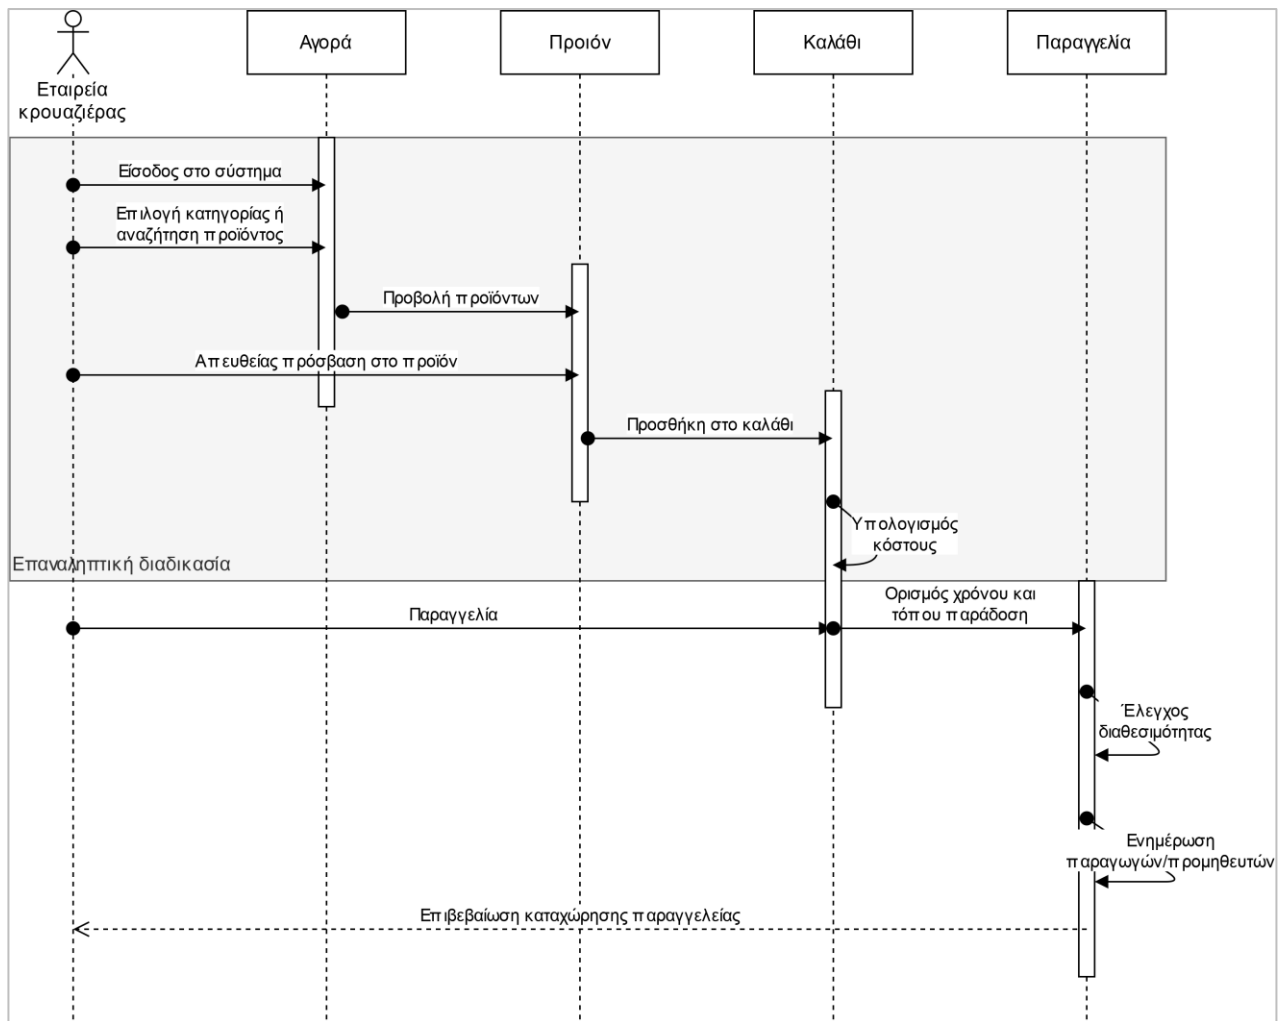 Εταιρεία
κρουαζιέρας
Αγορά
Προιόν
Καλάθι
Παραγγελία
Είσοδος στο σύστημα
Επιλογή κατηγορίας ή
αναζήτηση προϊόντος
Προβολή προϊόντων
Απευθείας πρόσβαση στο προϊόν
Προσθήκη στο καλάθι
Υπολογισμός
κόστους
Επαναληπτική διαδικασία
Παραγγελία
Ορισμός χρόνου και
τόπου παράδοση
Έλεγχος
διαθεσιμότητας
Ενημέρωση
παραγωγών/προμηθευτών
Επιβεβαίωση καταχώρησης παραγγελείας